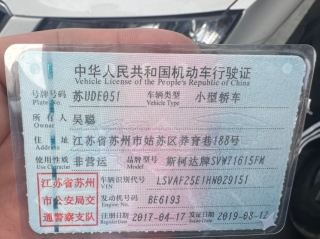 中华人民共和国机动车行驶证
Vehicle License of the People's Republic of China
号牌号码 苏UDE051 车辆类型 小型轿车
Plate No. Vehicle Type
所有人 吴聪
Owner
住址 江苏省苏州市姑苏区养育巷188号
Address
使用性质 非营运 品牌型号 斯柯达牌SVW7161SFM
Use Character Model
江苏省苏州
市公安局交
通警察支队
车辆识别代号 LSVAF25E1HN029151
VIN
发动机号码 BE6193
Engine No.
注册日期 2017-04-17 发证日期 2019-03-12
Register Date Issue Date